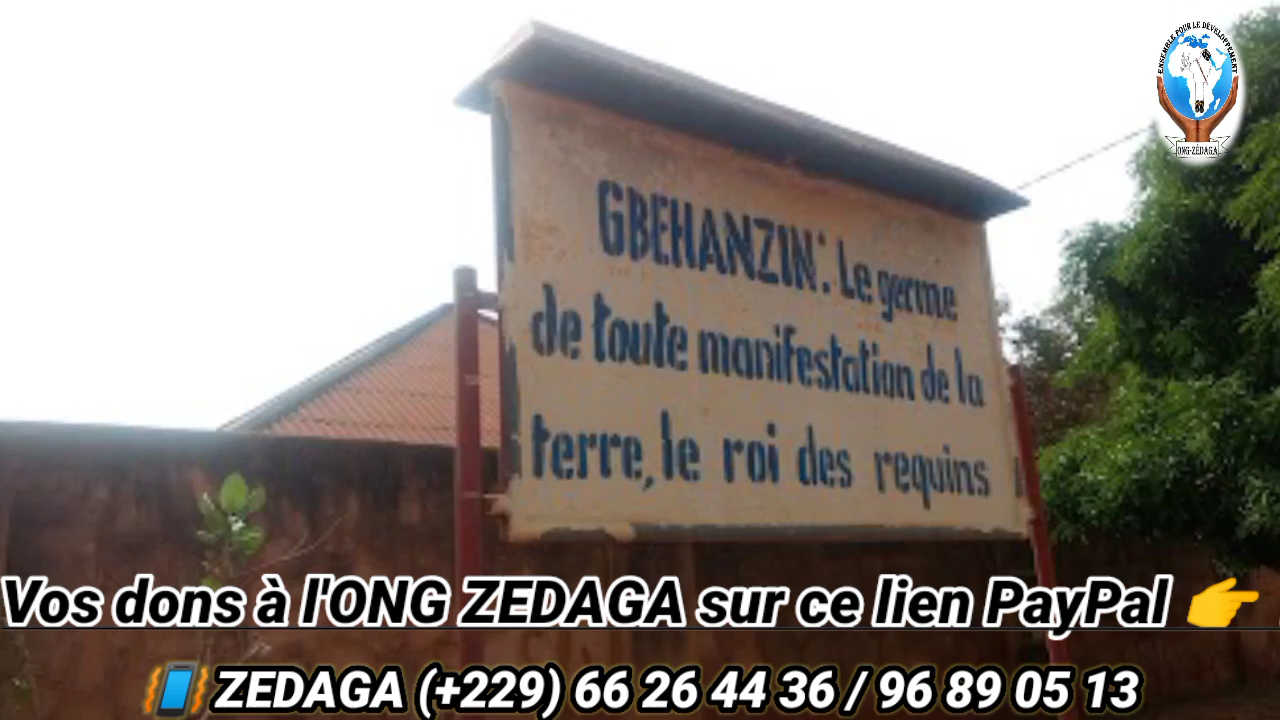 ENSEMBLE POUR LE DÉVELOPPEMENT
ONG-ZÉDAGA
GBEHANZIN: Le germe
de toute manifestation de la
terre, le roi des requins
Vos dons à l'ONG ZEDAGA sur ce lien PayPal 👉
📱 ZEDAGA (+229) 66 26 44 36 / 96 89 05 13